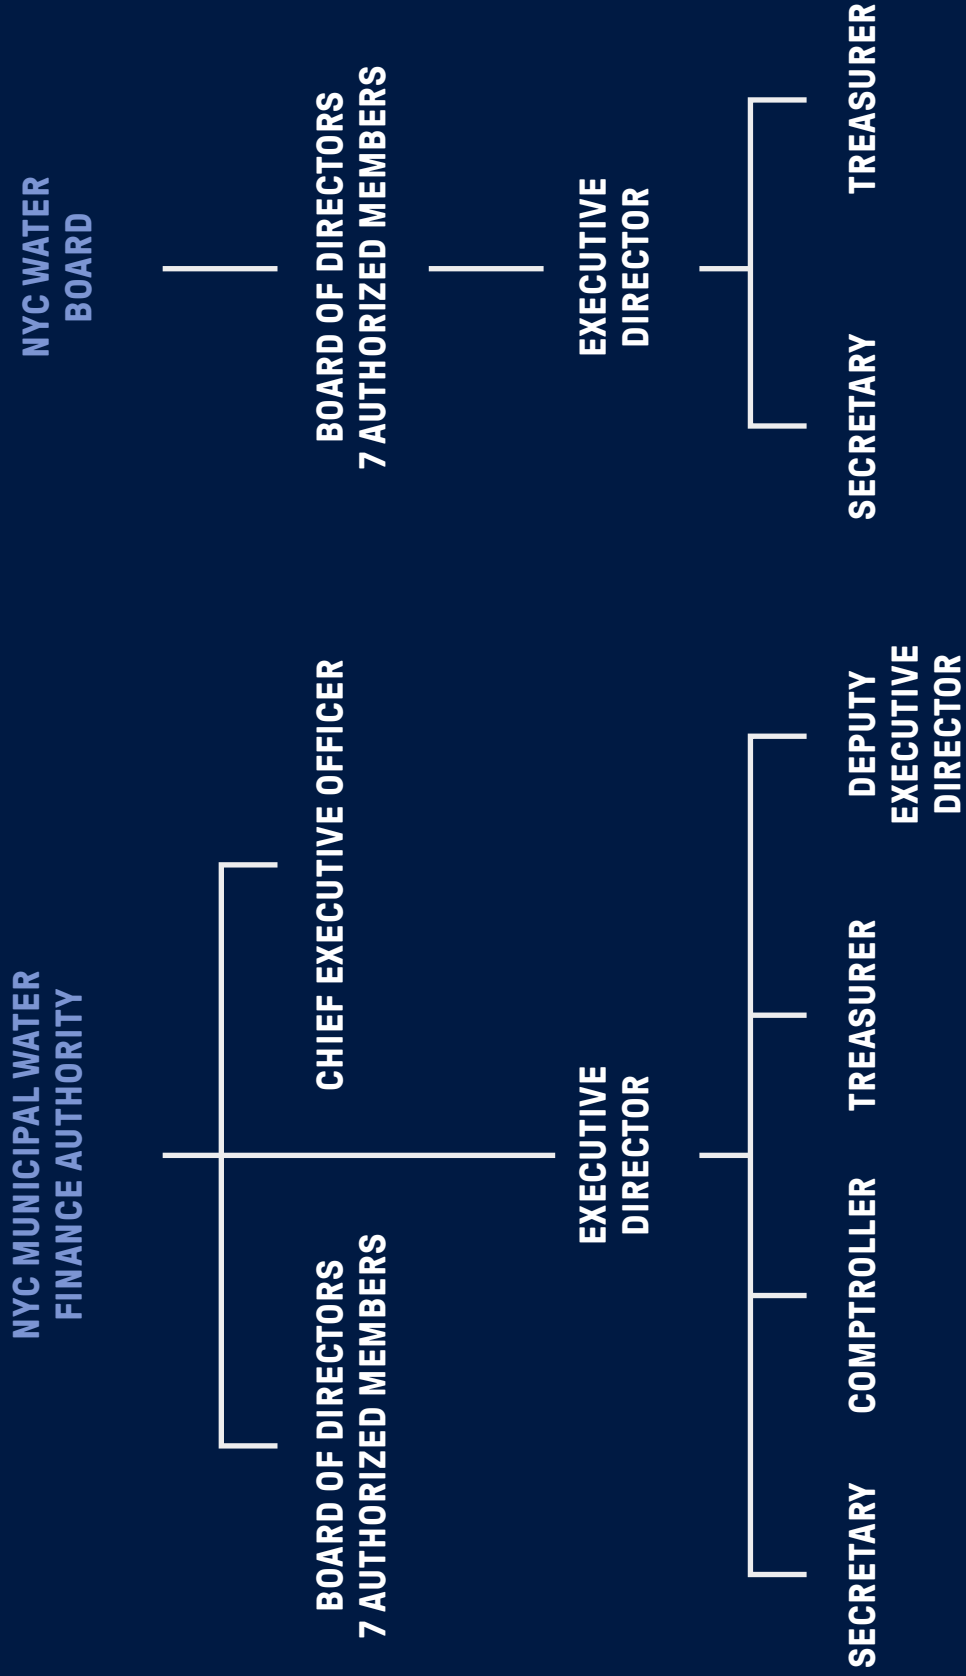 NYC MUNICIPAL WATER
FINANCE AUTHORITY
BOARD OF DIRECTORS
7 AUTHORIZED MEMBERS
CHIEF EXECUTIVE OFFICER
EXECUTIVE
DIRECTOR
SECRETARY
COMPTROLLER
TREASURER
DEPUTY
EXECUTIVE
DIRECTOR
NYC WATER
BOARD
BOARD OF DIRECTORS
7 AUTHORIZED MEMBERS
EXECUTIVE
DIRECTOR
SECRETARY
TREASURER